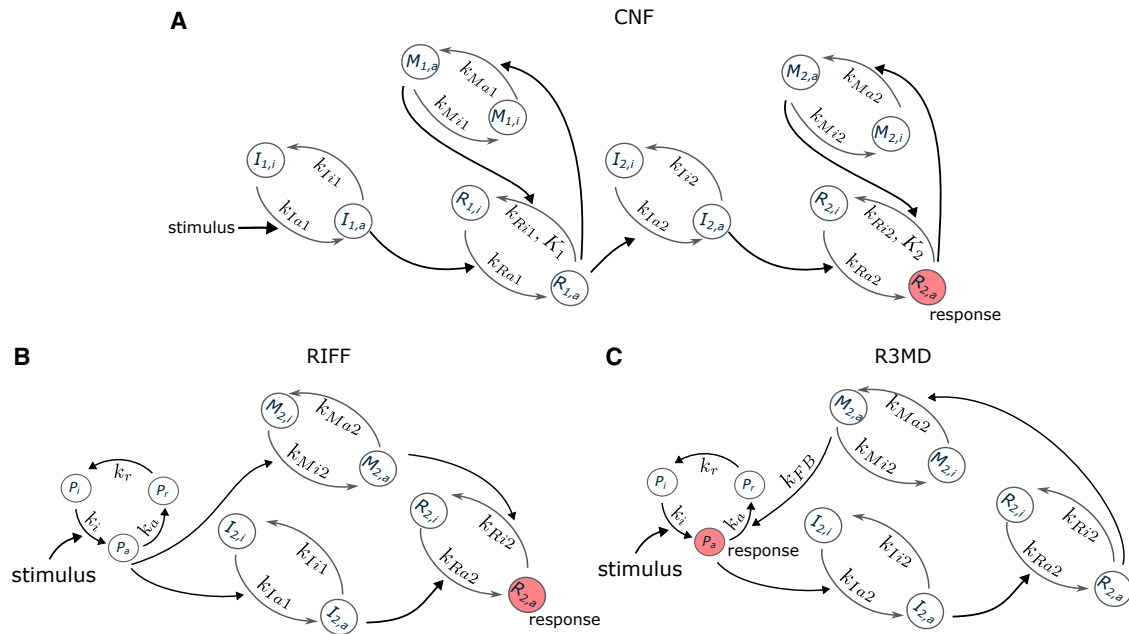 A
CNF
M1,a
kMa1
kMi1
M1,i
I1,i
kIi1
kIa1
I1,a
stimulus
R1,i
kRi1, K1
kRa1
R1,a
I2,i
kIi2
kIa2
I2,a
M2,a
kMa2
kMi2
M2,i
R2,i
kRi2, K2
kRa2
R2,a
response
B
RIFF
Pi
kr
Pr
ki
ka
Pa
stimulus
M2,i
kMa2
kMi2
M2,a
I2,i
kIi1
kIa1
I2,a
R2,i
kRi2
kRa2
R2,a
response
C
R3MD
Pi
kr
Pr
ki
ka
Pa
response
stimulus
kFB
M2,a
kMa2
kMi2
M2,i
I2,i
kIi2
kIa2
I2,a
R2,i
kRi2
kRa2
R2,a